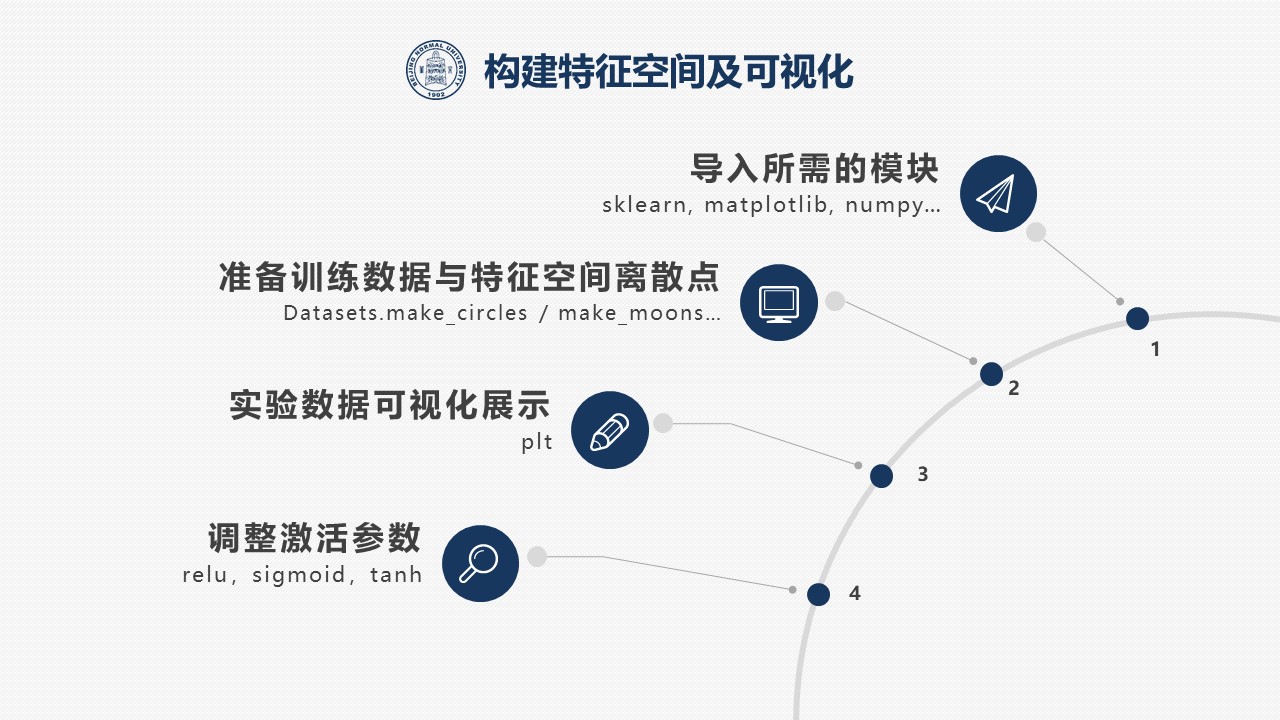 BEIJING NORMAL UNIVERSITY
1902
构建特征空间及可视化
导入所需的模块
sklearn, matplotlib, numpy…
1
准备训练数据与特征空间离散点
Datasets.make_circles / make_moons…
2
实验数据可视化展示
plt
3
调整激活参数
relu，sigmoid，tanh
4